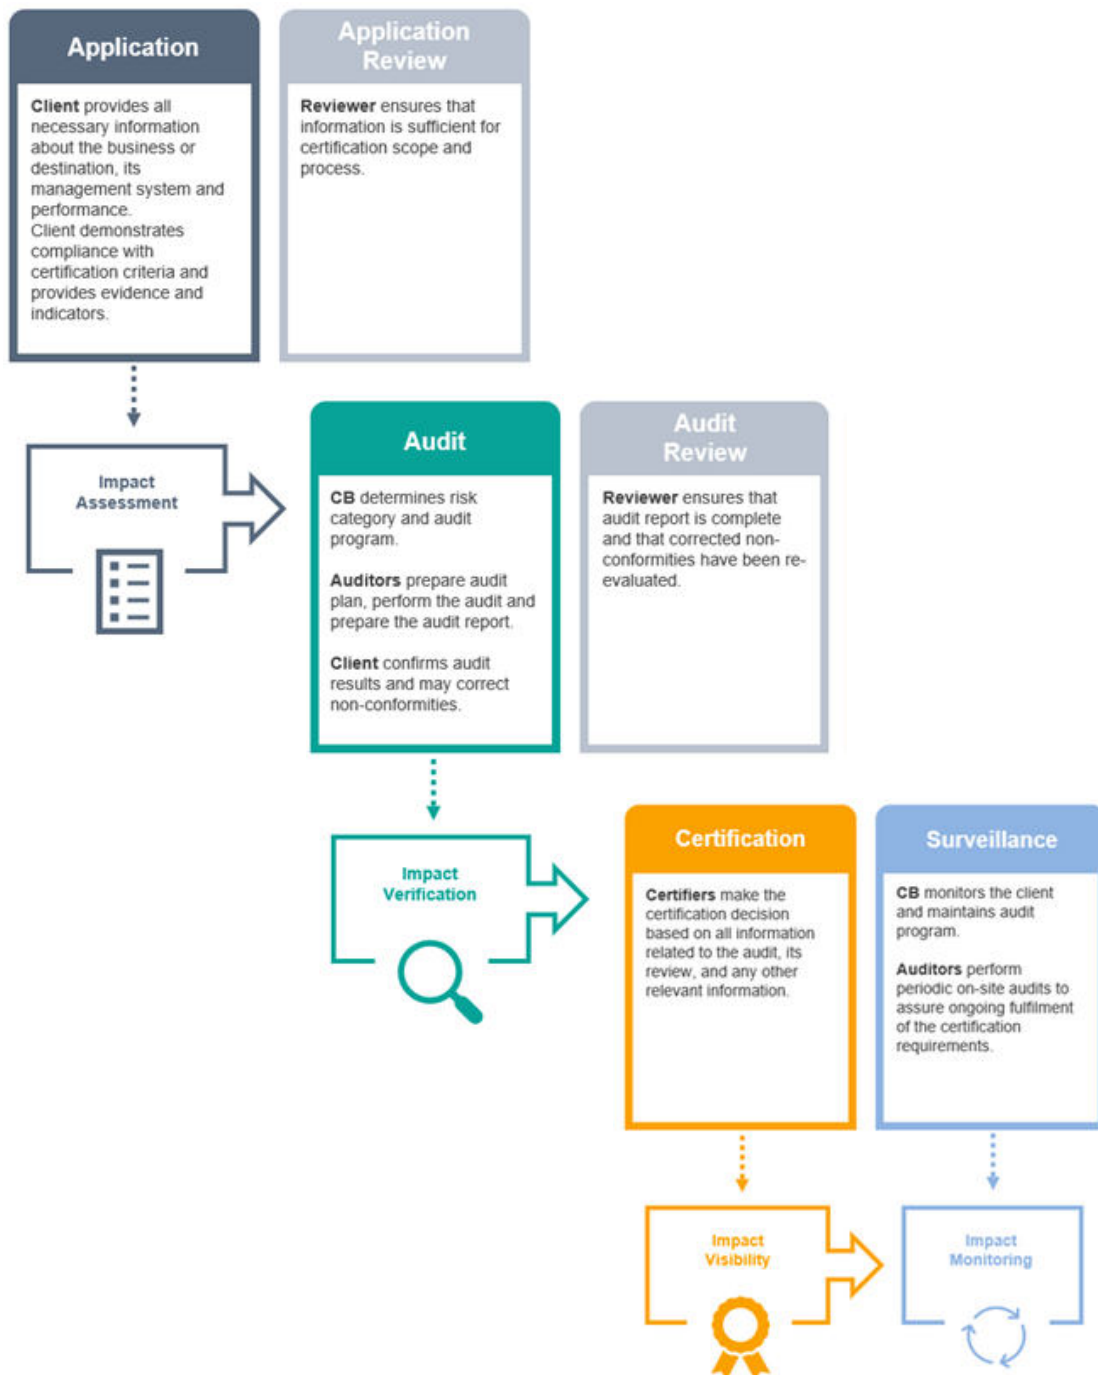 Application
Client provides all
necessary information
about the business or
destination, its
management system and
performance.
Client demonstrates
compliance with
certification criteria and
provides evidence and
indicators.
Application
Review
Reviewer ensures that
information is sufficient for
certification scope and
process.
Impact
Assessment
Audit
CB determines risk
category and audit
program.
Auditors prepare audit
plan, perform the audit and
prepare the audit report.
Client confirms audit
results and may correct
non-conformities.
Audit
Review
Reviewer ensures that
audit report is complete
and that corrected non-
conformities have been re-
evaluated.
Impact
Verification
Certification
Certifiers make the
certification decision
based on all information
related to the audit, its
review, and any other
relevant information.
Surveillance
CB monitors the client
and maintains audit
program.
Auditors perform
periodic on-site audits to
assure ongoing fulfilment
of the certification
requirements.
Impact
Visibility
Impact
Monitoring